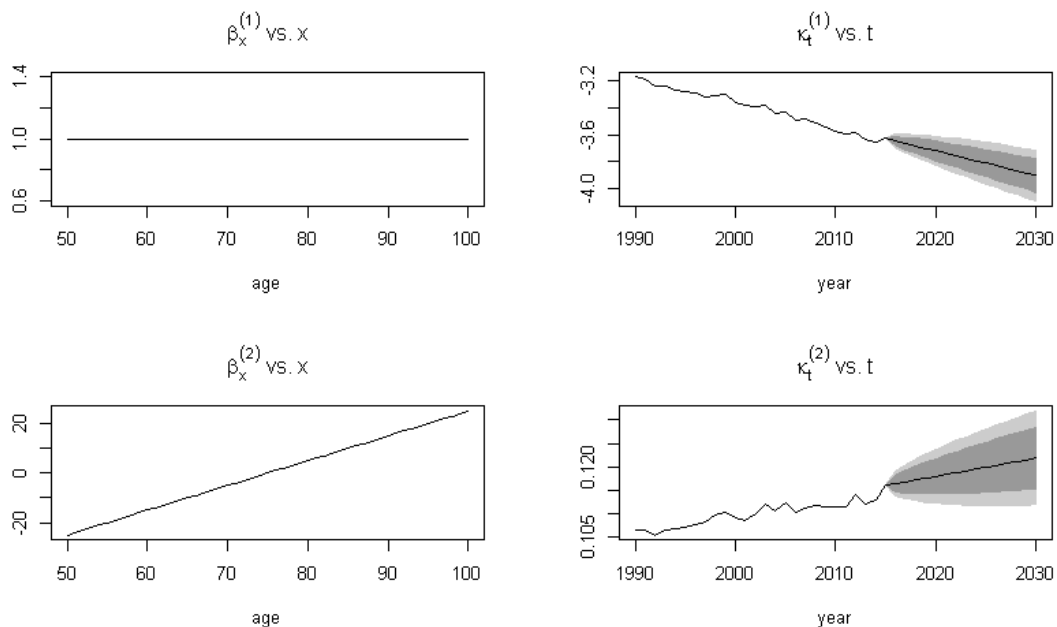 β_x^(1) vs. x
0.6 1.0 1.4
50 60 70 80 90 100
age
κ_t^(1) vs. t
-4.0 -3.6 -3.2
1990 2000 2010 2020 2030
year
β_x^(2) vs. x
-20 0 20
50 60 70 80 90 100
age
κ_t^(2) vs. t
0.105 0.120
1990 2000 2010 2020 2030
year